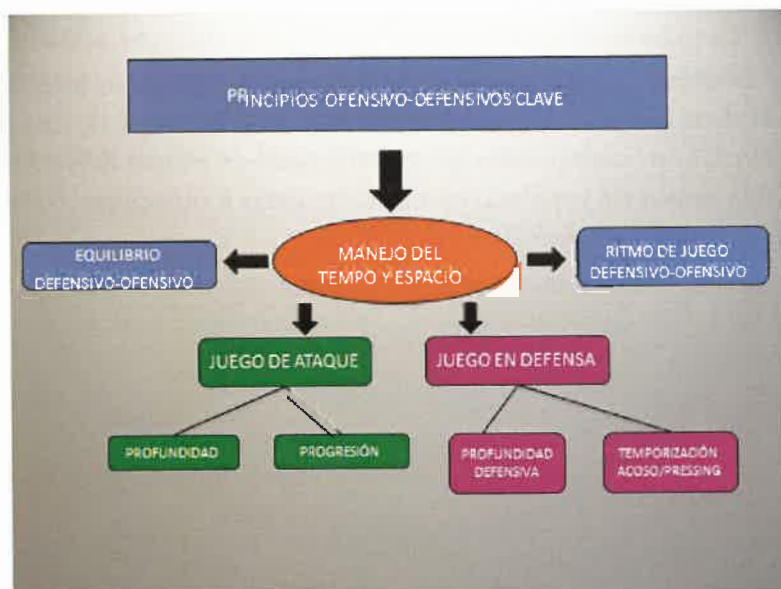 PRINCIPIOS OFENSIVO-DEFENSIVOS CLAVE
EQUILIBRIO
DEFENSIVO-OFENSIVO
MANEJO DEL
TEMPO Y ESPACIO
RITMO DE JUEGO
DEFENSIVO-OFENSIVO
JUEGO DE ATAQUE
JUEGO EN DEFENSA
PROFUNDIDAD
PROGRESIÓN
PROFUNDIDAD
DEFENSIVA
TEMPORIZACIÓN
ACOSO/PRESSING